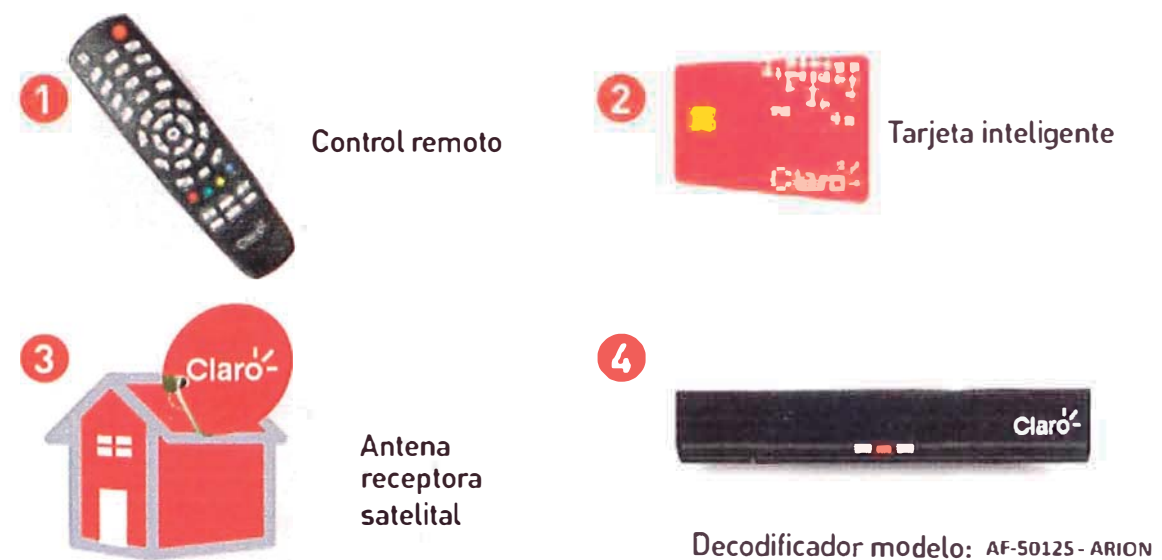 1
Control remoto
Claro
2
Tarjeta inteligente
Claro
3
Claro
Antena
receptora
satelital
4
Claro
Decodificador modelo: AF-5012S - ARION